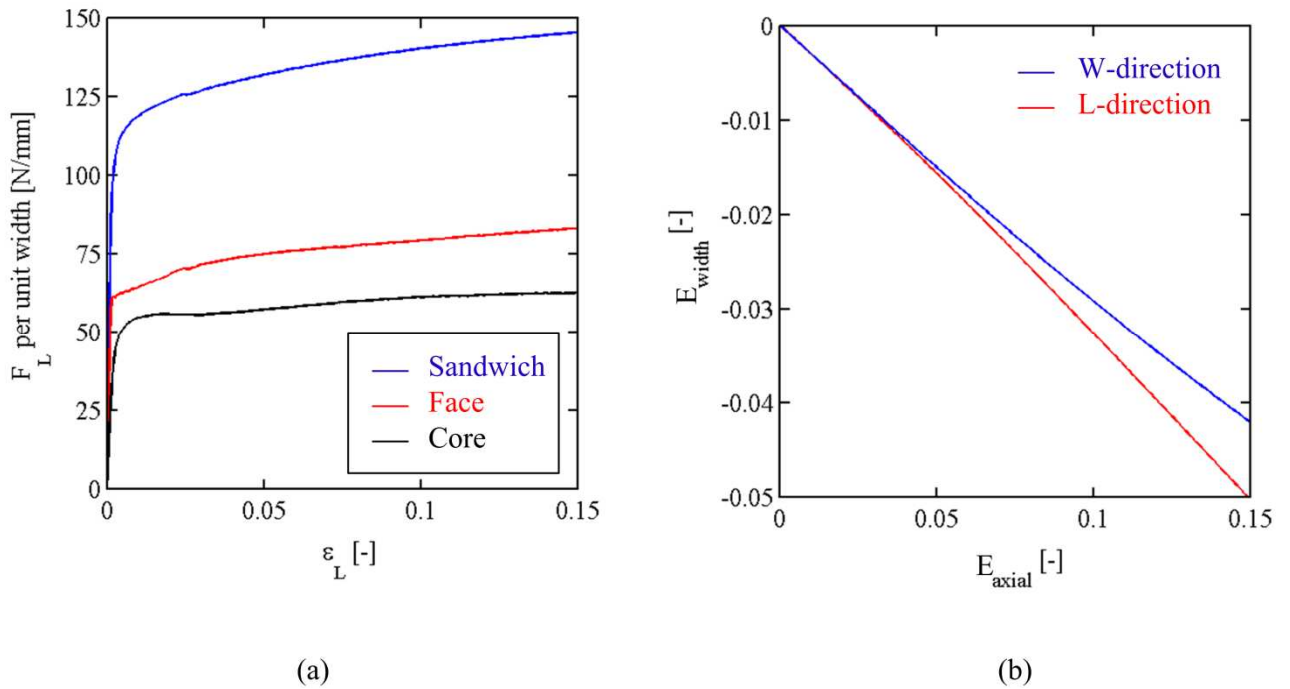 150
125
100
75
50
25
0
F_L per unit width [N/mm]
Sandwich
Face
Core
0
0.05
0.1
0.15
ε_L [-]
(a)
0
-0.01
-0.02
-0.03
-0.04
-0.05
E_width [-]
W-direction
L-direction
0
0.05
0.1
0.15
E_axial [-]
(b)